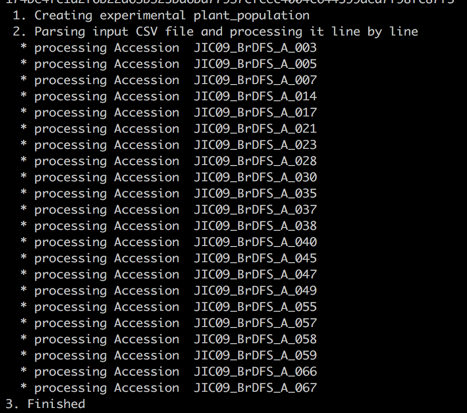 1. Creating experimental plant_population
2. Parsing input CSV file and processing it line by line
* processing Accession  JIC09_BrDFS_A_003
* processing Accession  JIC09_BrDFS_A_005
* processing Accession  JIC09_BrDFS_A_007
* processing Accession  JIC09_BrDFS_A_014
* processing Accession  JIC09_BrDFS_A_017
* processing Accession  JIC09_BrDFS_A_021
* processing Accession  JIC09_BrDFS_A_023
* processing Accession  JIC09_BrDFS_A_028
* processing Accession  JIC09_BrDFS_A_030
* processing Accession  JIC09_BrDFS_A_035
* processing Accession  JIC09_BrDFS_A_037
* processing Accession  JIC09_BrDFS_A_038
* processing Accession  JIC09_BrDFS_A_040
* processing Accession  JIC09_BrDFS_A_045
* processing Accession  JIC09_BrDFS_A_047
* processing Accession  JIC09_BrDFS_A_049
* processing Accession  JIC09_BrDFS_A_055
* processing Accession  JIC09_BrDFS_A_057
* processing Accession  JIC09_BrDFS_A_058
* processing Accession  JIC09_BrDFS_A_059
* processing Accession  JIC09_BrDFS_A_066
* processing Accession  JIC09_BrDFS_A_067
3. Finished